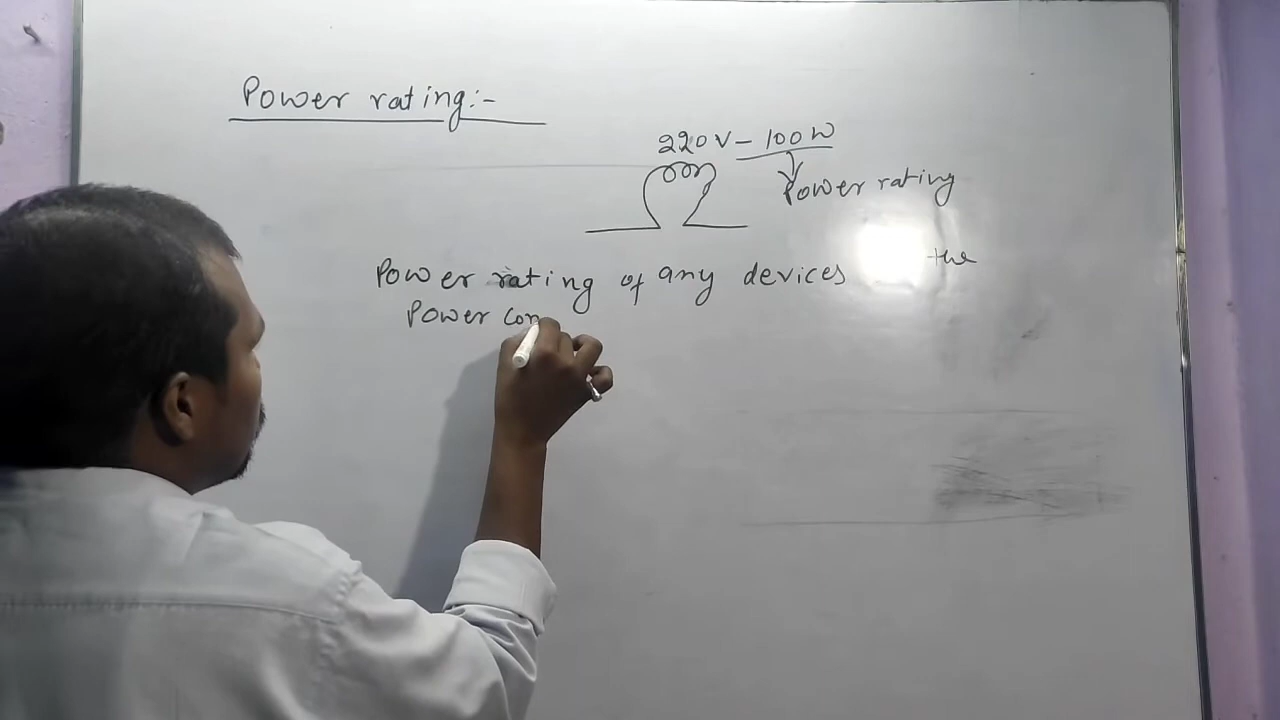 Power rating:-
220V - 100W
Power rating
Power rating of any devices the
Power con